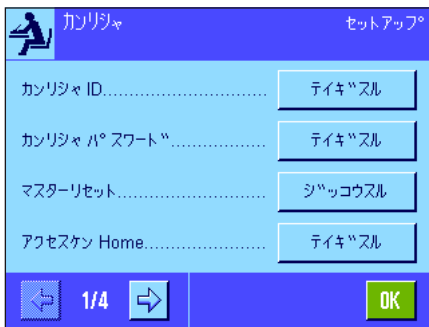 カンリシャ セットアップ
カンリシャ ID.............................. テイギスル
カンリシャ パスワード.................. テイギスル
マスターリセット........................ ジッコウスル
アクセスケン Home...................... テイギスル
1/4 OK